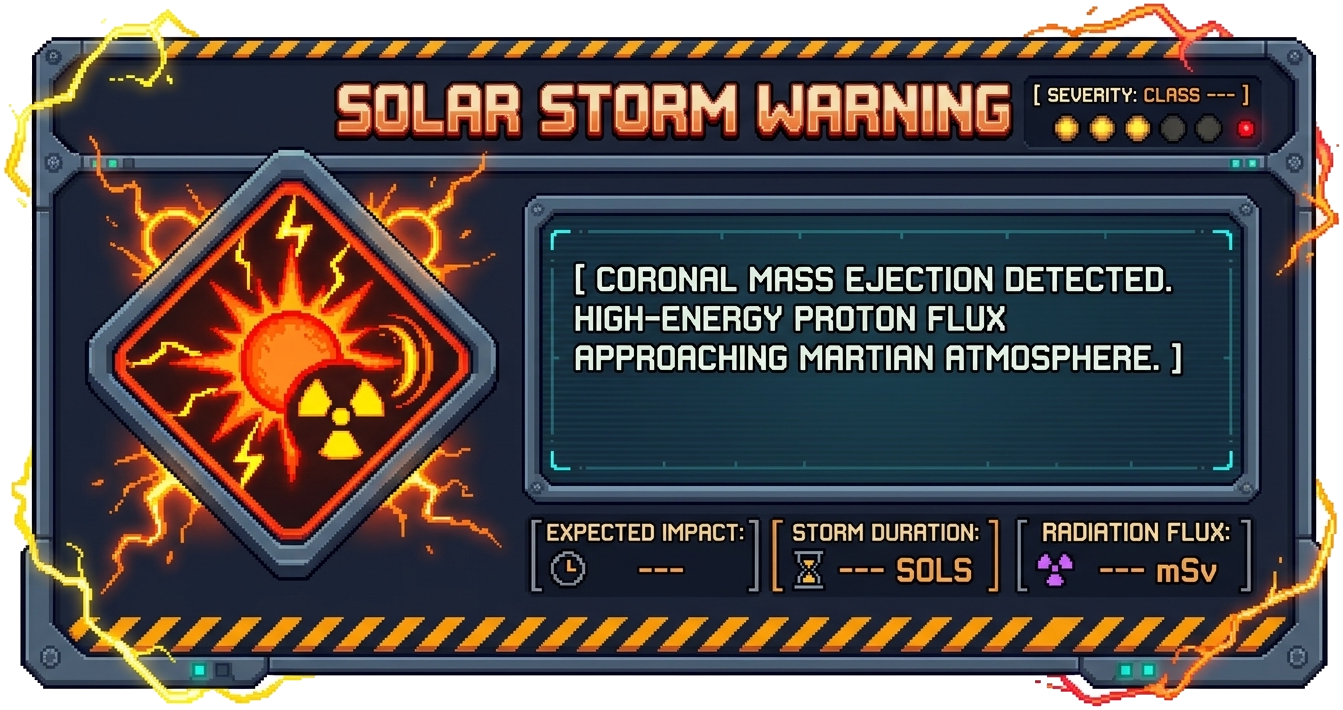 SOLAR STORM WARNING
[ SEVERITY: CLASS --- ]
[ CORONAL MASS EJECTION DETECTED.
HIGH-ENERGY PROTON FLUX
APPROACHING MARTIAN ATMOSPHERE. ]
[ EXPECTED IMPACT: ]
---
[ STORM DURATION: ]
--- SOLS
[ RADIATION FLUX: ]
--- mSv